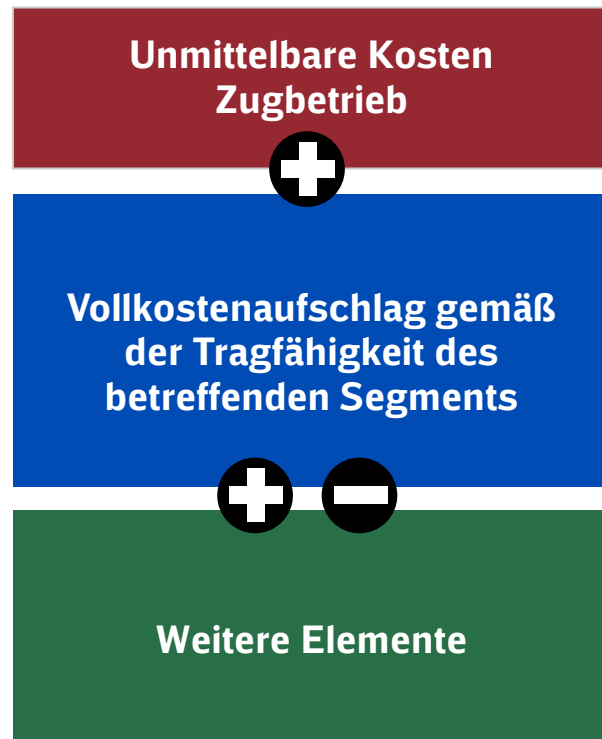 Unmittelbare Kosten
Zugbetrieb
Vollkostenaufschlag gemäß
der Tragfähigkeit des
betreffenden Segments
Weitere Elemente